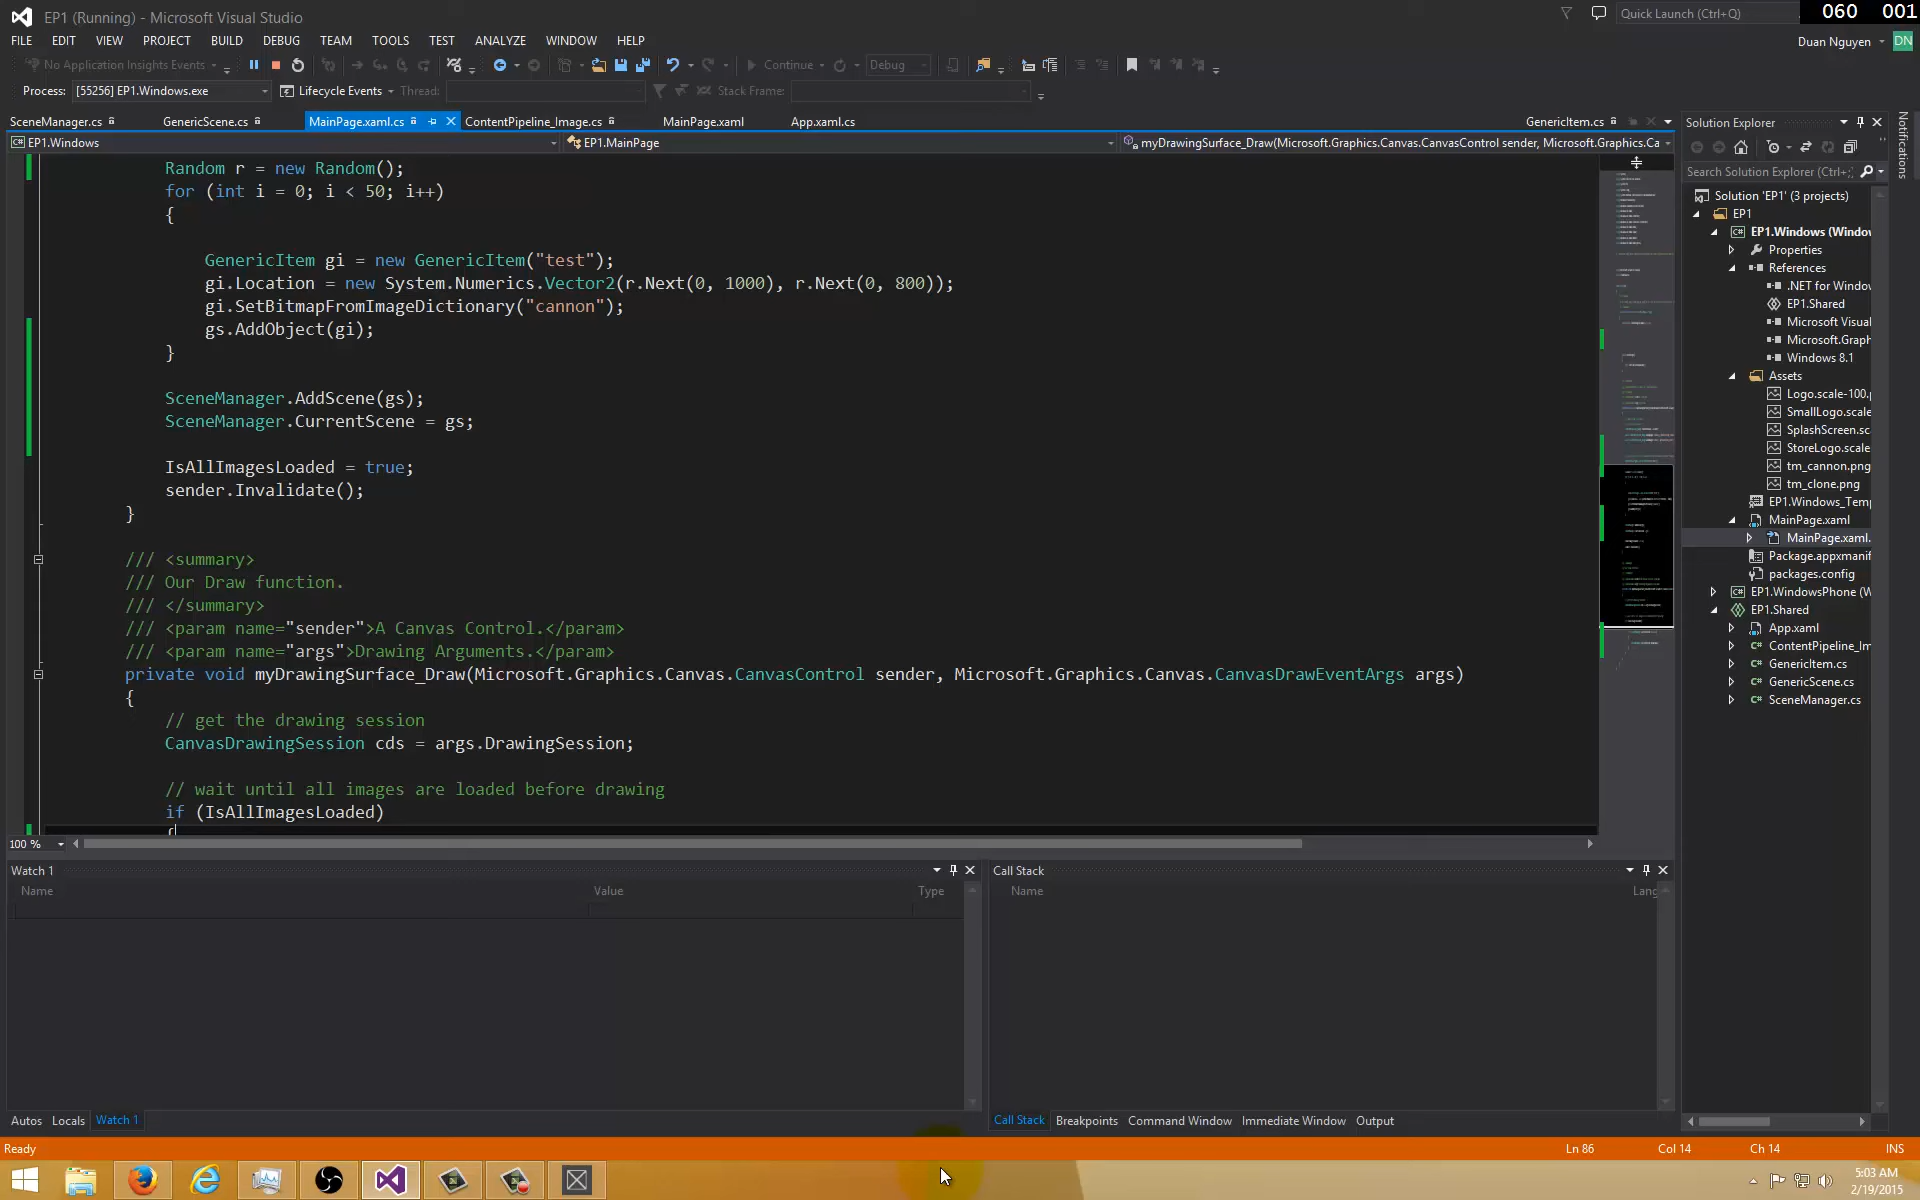 EP1 (Running) - Microsoft Visual Studio
Quick Launch (Ctrl+Q)
060 001
FILE EDIT VIEW PROJECT BUILD DEBUG TEAM TOOLS TEST ANALYZE WINDOW HELP
Duan Nguyen DN
No Application Insights Events
Continue
Debug
Process: [55256] EP1.Windows.exe Lifecycle Events Thread: Stack Frame:
SceneManager.cs GenericScene.cs MainPage.xaml.cs ContentPipeline_Image.cs MainPage.xaml App.xaml.cs GenericItem.cs
EP1.Windows EP1.MainPage myDrawingSurface_Draw(Microsoft.Graphics.Canvas.CanvasControl sender, Microsoft.Graphics.Ca
Random r = new Random();
for (int i = 0; i < 50; i++)
{
GenericItem gi = new GenericItem("test");
gi.Location = new System.Numerics.Vector2(r.Next(0, 1000), r.Next(0, 800));
gi.SetBitmapFromImageDictionary("cannon");
gs.AddObject(gi);
}
SceneManager.AddScene(gs);
SceneManager.CurrentScene = gs;
IsAllImagesLoaded = true;
sender.Invalidate();
}
/// <summary>
/// Our Draw function.
/// </summary>
/// <param name="sender">A Canvas Control.</param>
/// <param name="args">Drawing Arguments.</param>
private void myDrawingSurface_Draw(Microsoft.Graphics.Canvas.CanvasControl sender, Microsoft.Graphics.Canvas.CanvasDrawEventArgs args)
{
// get the drawing session
CanvasDrawingSession cds = args.DrawingSession;
// wait until all images are loaded before drawing
if (IsAllImagesLoaded)
{
100 %
Solution Explorer
Search Solution Explorer (Ctrl+;
Solution 'EP1' (3 projects)
EP1
EP1.Windows (Window
Properties
References
.NET for Window
EP1.Shared
Microsoft Visual
Microsoft.Graph
Windows 8.1
Assets
Logo.scale-100.p
SmallLogo.scale
SplashScreen.sca
StoreLogo.scale
tm_cannon.png
tm_clone.png
EP1.Windows_Tem
MainPage.xaml
MainPage.xaml.
Package.appxmanif
packages.config
EP1.WindowsPhone (W
EP1.Shared
App.xaml
ContentPipeline_Im
GenericItem.cs
GenericScene.cs
SceneManager.cs
Notifications
Watch 1
Name Value Type
Call Stack
Name Lang
Autos Locals Watch 1
Call Stack Breakpoints Command Window Immediate Window Output
Ready Ln 86 Col 14 Ch 14 INS
5:03 AM
2/19/2015